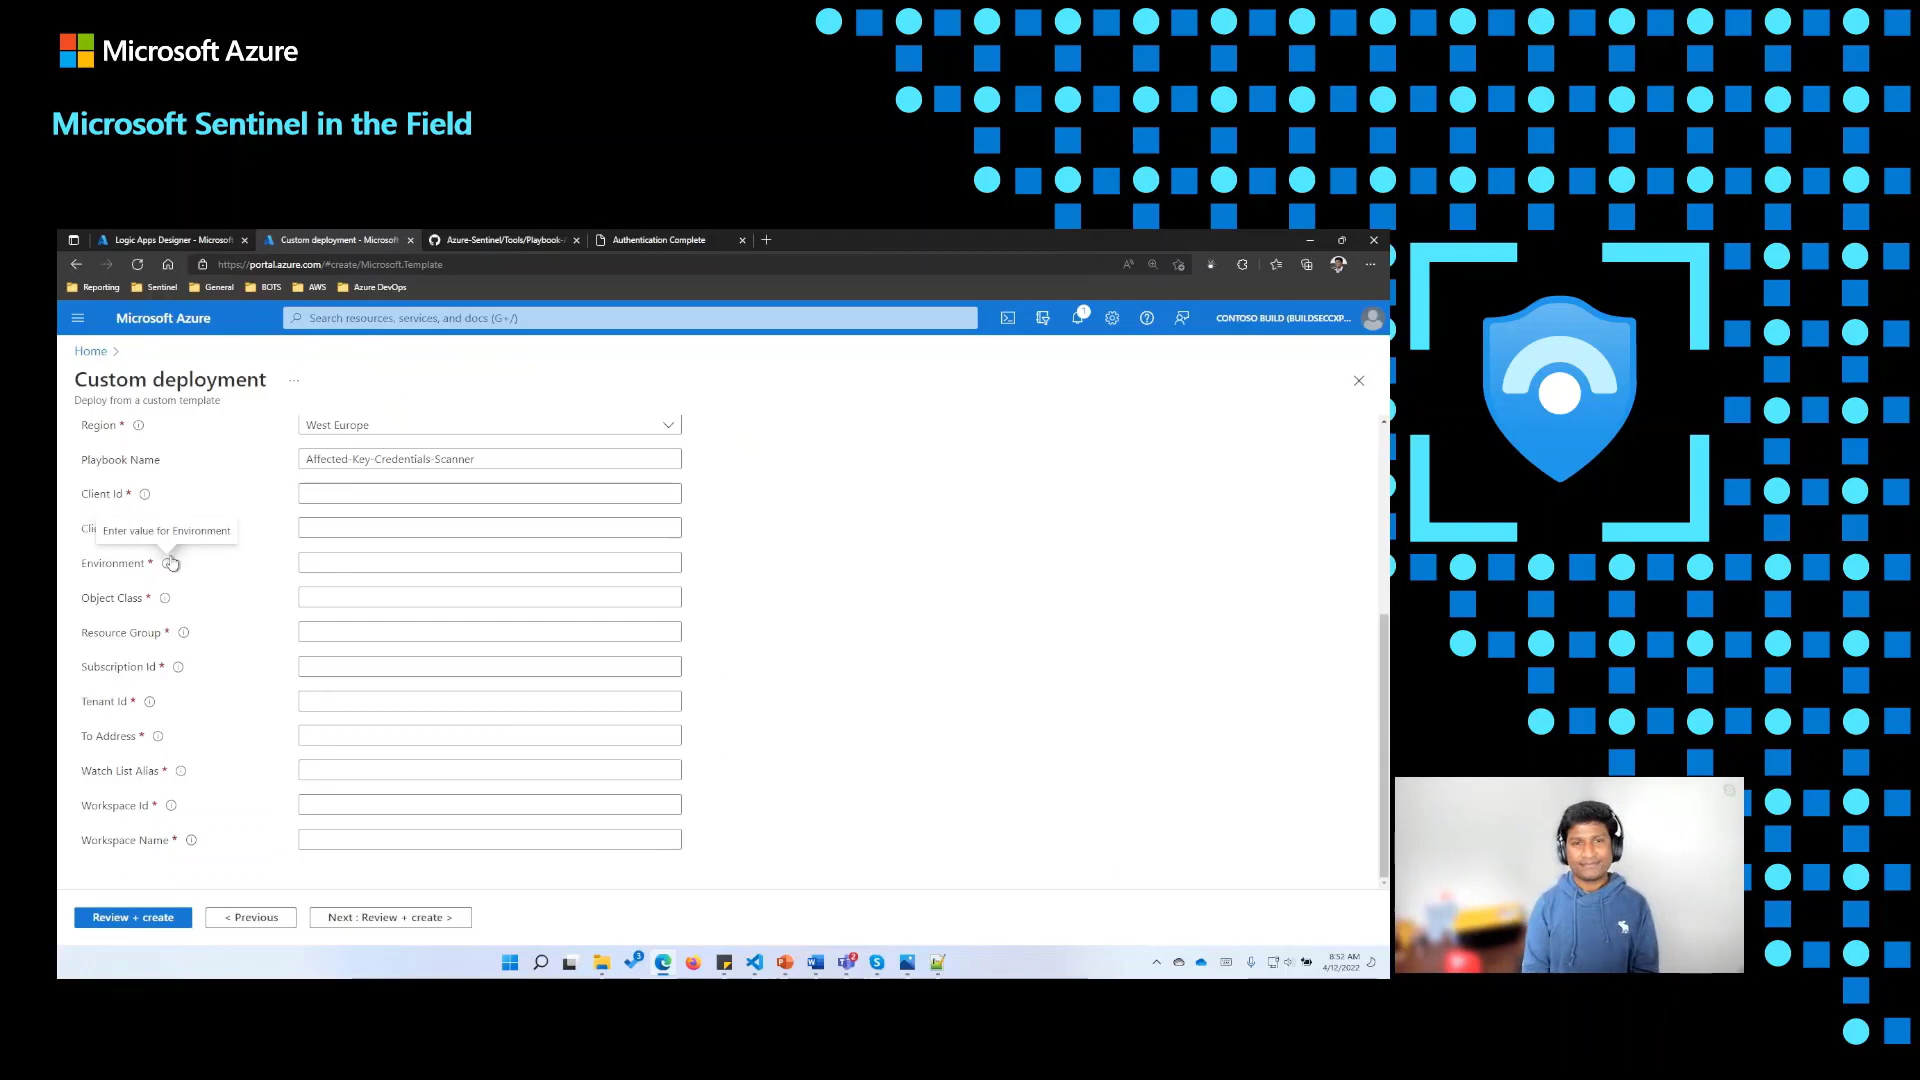 Microsoft Azure
Microsoft Sentinel in the Field
Logic Apps Designer - Microsoft
Custom deployment - Microsoft
Azure-Sentinel/Tools/Playbook-
Authentication Complete
https://portal.azure.com/#create/Microsoft.Template
Reporting
Sentinel
General
BOTS
AWS
Azure DevOps
Microsoft Azure
Search resources, services, and docs (G+/)
1
CONTOSO BUILD (BUILDSECCXP...
Home >
Custom deployment ...
Deploy from a custom template
Region *
West Europe
Playbook Name
Affected-Key-Credentials-Scanner
Client Id *
Clie
Enter value for Environment
Environment *
Object Class *
Resource Group *
Subscription Id *
Tenant Id *
To Address *
Watch List Alias *
Workspace Id *
Workspace Name *
Review + create
< Previous
Next : Review + create >
3
2
8:52 AM
4/12/2022